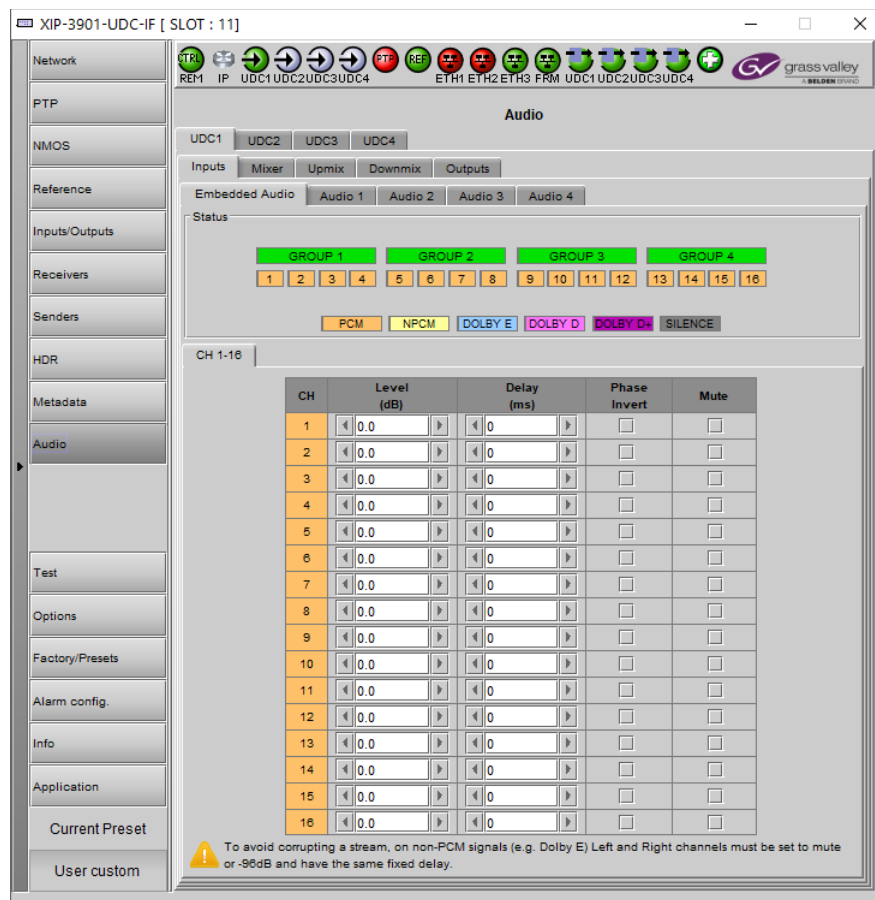 XIP-3901-UDC-IF [ SLOT : 11]
Network
PTP
NMOS
Reference
Inputs/Outputs
Receivers
Senders
HDR
Metadata
Audio
Test
Options
Factory/Presets
Alarm config.
Info
Application
Current Preset
User custom
CTRL PTP REF
REM IP UDC1 UDC2 UDC3 UDC4 ETH1 ETH2 ETH3 FRM UDC1 UDC2 UDC3 UDC4
GV grass valley
A BELDEN BRAND
Audio
UDC1 UDC2 UDC3 UDC4
Inputs Mixer Upmix Downmix Outputs
Embedded Audio Audio 1 Audio 2 Audio 3 Audio 4
Status
GROUP 1 GROUP 2 GROUP 3 GROUP 4
1 2 3 4 5 6 7 8 9 10 11 12 13 14 15 16
PCM NPCM DOLBY E DOLBY D DOLBY D+ SILENCE
CH 1-16
CH Level (dB) Delay (ms) Phase Invert Mute
1 0.0 0
2 0.0 0
3 0.0 0
4 0.0 0
5 0.0 0
6 0.0 0
7 0.0 0
8 0.0 0
9 0.0 0
10 0.0 0
11 0.0 0
12 0.0 0
13 0.0 0
14 0.0 0
15 0.0 0
16 0.0 0
To avoid corrupting a stream, on non-PCM signals (e.g. Dolby E) Left and Right channels must be set to mute
or -96dB and have the same fixed delay.